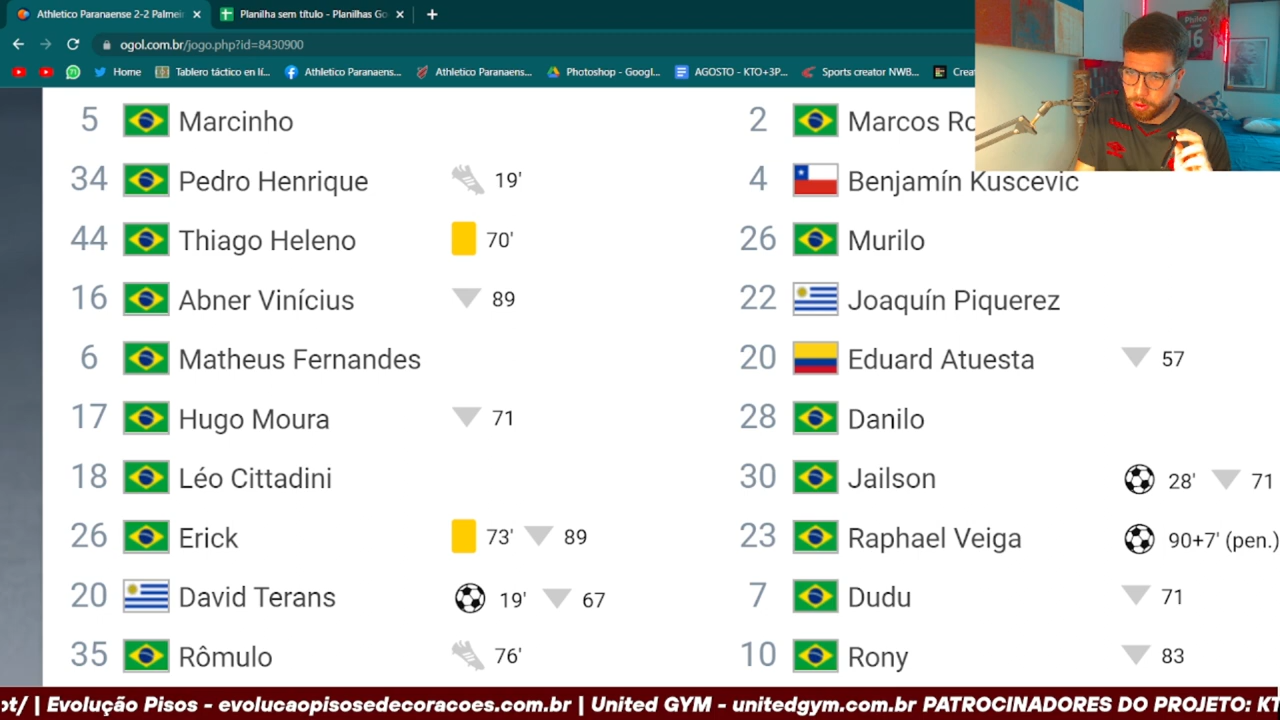 Athletico Paranaense 2-2 Palmei
Planilha sem título - Planilhas Go
ogol.com.br/jogo.php?id=8430900
Home
Tablero táctico en lí...
Athletico Paranaens...
Athletico Paranaens...
Photoshop - Googl...
AGOSTO - KTO+3P...
Sports creator NWB...
Creat
Philco
16
5 Marcinho
34 Pedro Henrique 19'
44 Thiago Heleno 70'
16 Abner Vinícius 89
6 Matheus Fernandes
17 Hugo Moura 71
18 Léo Cittadini
26 Erick 73' 89
20 David Terans 19' 67
35 Rômulo 76'
2 Marcos Ro
4 Benjamín Kuscevic
26 Murilo
22 Joaquín Piquerez
20 Eduard Atuesta 57
28 Danilo
30 Jailson 28' 71
23 Raphael Veiga 90+7' (pen.)
7 Dudu 71
10 Rony 83
ot/ | Evolução Pisos - evolucaopisosedecoracoes.com.br | United GYM - unitedgym.com.br PATROCINADORES DO PROJETO: KT